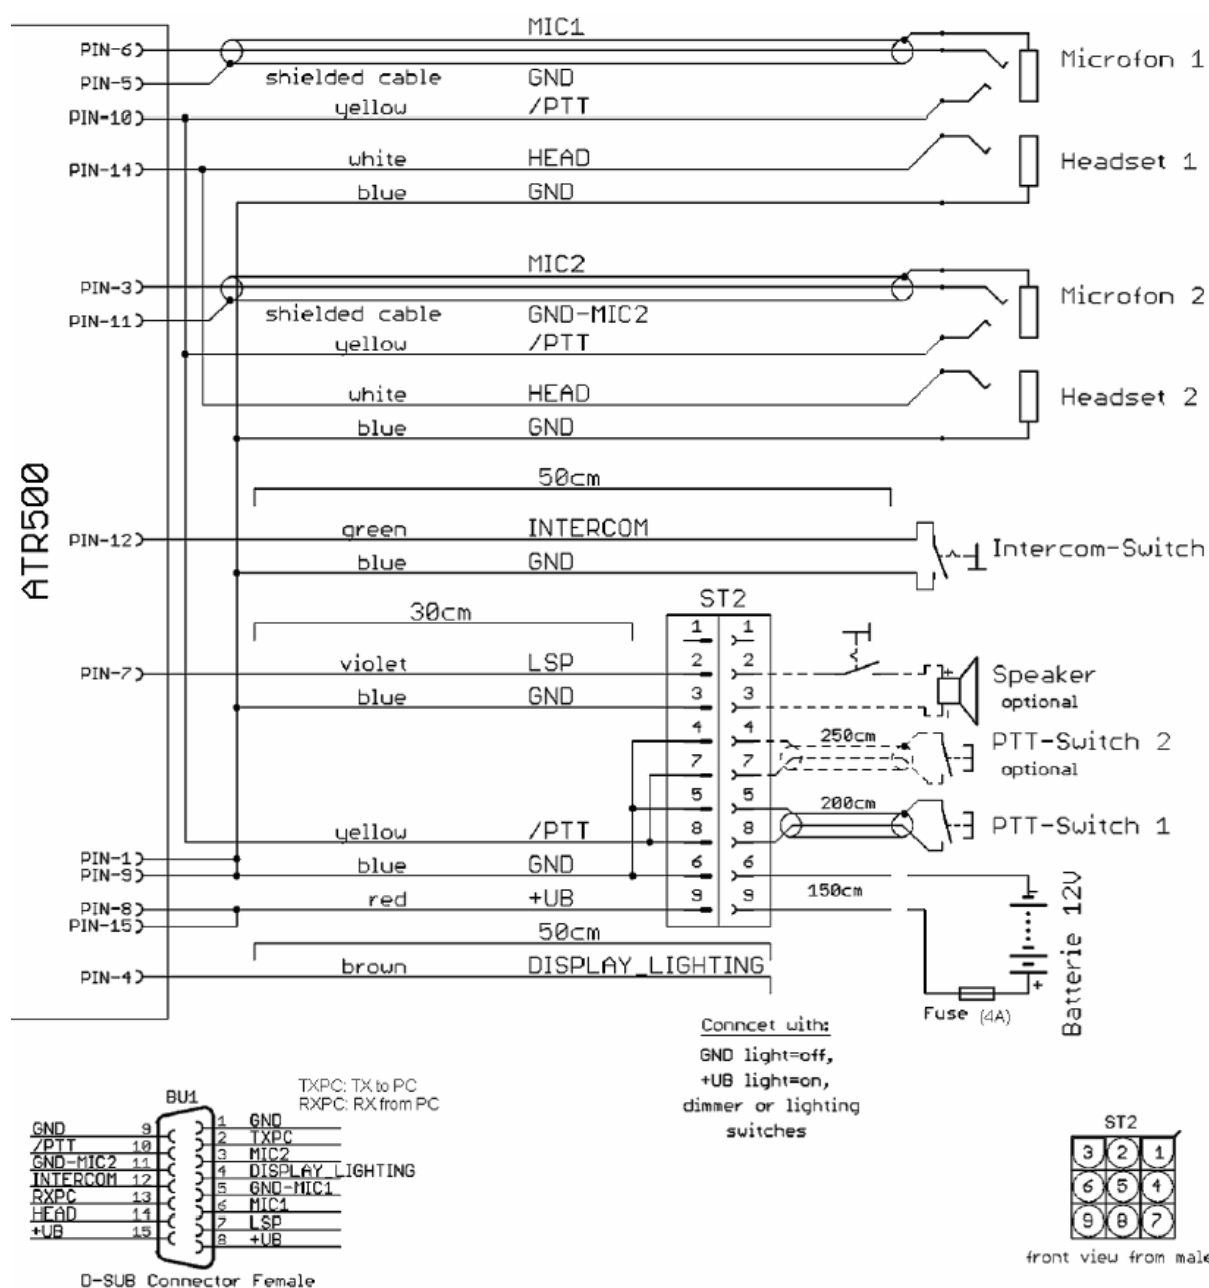 MIC1
PIN-6
Microfon 1
PIN-5 shielded cable GND
PIN-10 yellow /PTT
PIN-14 white HEAD Headset 1
blue GND
MIC2
PIN-3
Microfon 2
PIN-11 shielded cable GND-MIC2
yellow /PTT
white HEAD Headset 2
blue GND
ATR500
50cm
PIN-12 green INTERCOM
Intercom-Switch
blue GND
30cm
ST2
1 1
PIN-7 violet LSP 2 2
Speaker
optional
blue GND 3 3
4 4 250cm PTT-Switch 2
optional
7 7
5 5 200cm
yellow /PTT 8 8 PTT-Switch 1
PIN-1
PIN-9 blue GND 6 6
PIN-8 red +UB 9 9 150cm
PIN-15
- +
Batterie 12V
50cm
PIN-4 brown DISPLAY_LIGHTING
Fuse (4A)
Conncet with:
GND light=off,
+UB light=on,
dimmer or lighting
switches
TXPC: TX to PC
RXPC: RX from PC
BU1
GND 9
/PTT 10
GND-MIC2 11
INTERCOM 12
RXPC 13
HEAD 14
+UB 15
1 GND
2 TXPC
3 MIC2
4 DISPLAY_LIGHTING
5 GND-MIC1
6 MIC1
7 LSP
8 +UB
D-SUB Connector Female
ST2
3 2 1
6 5 4
9 8 7
front view from male